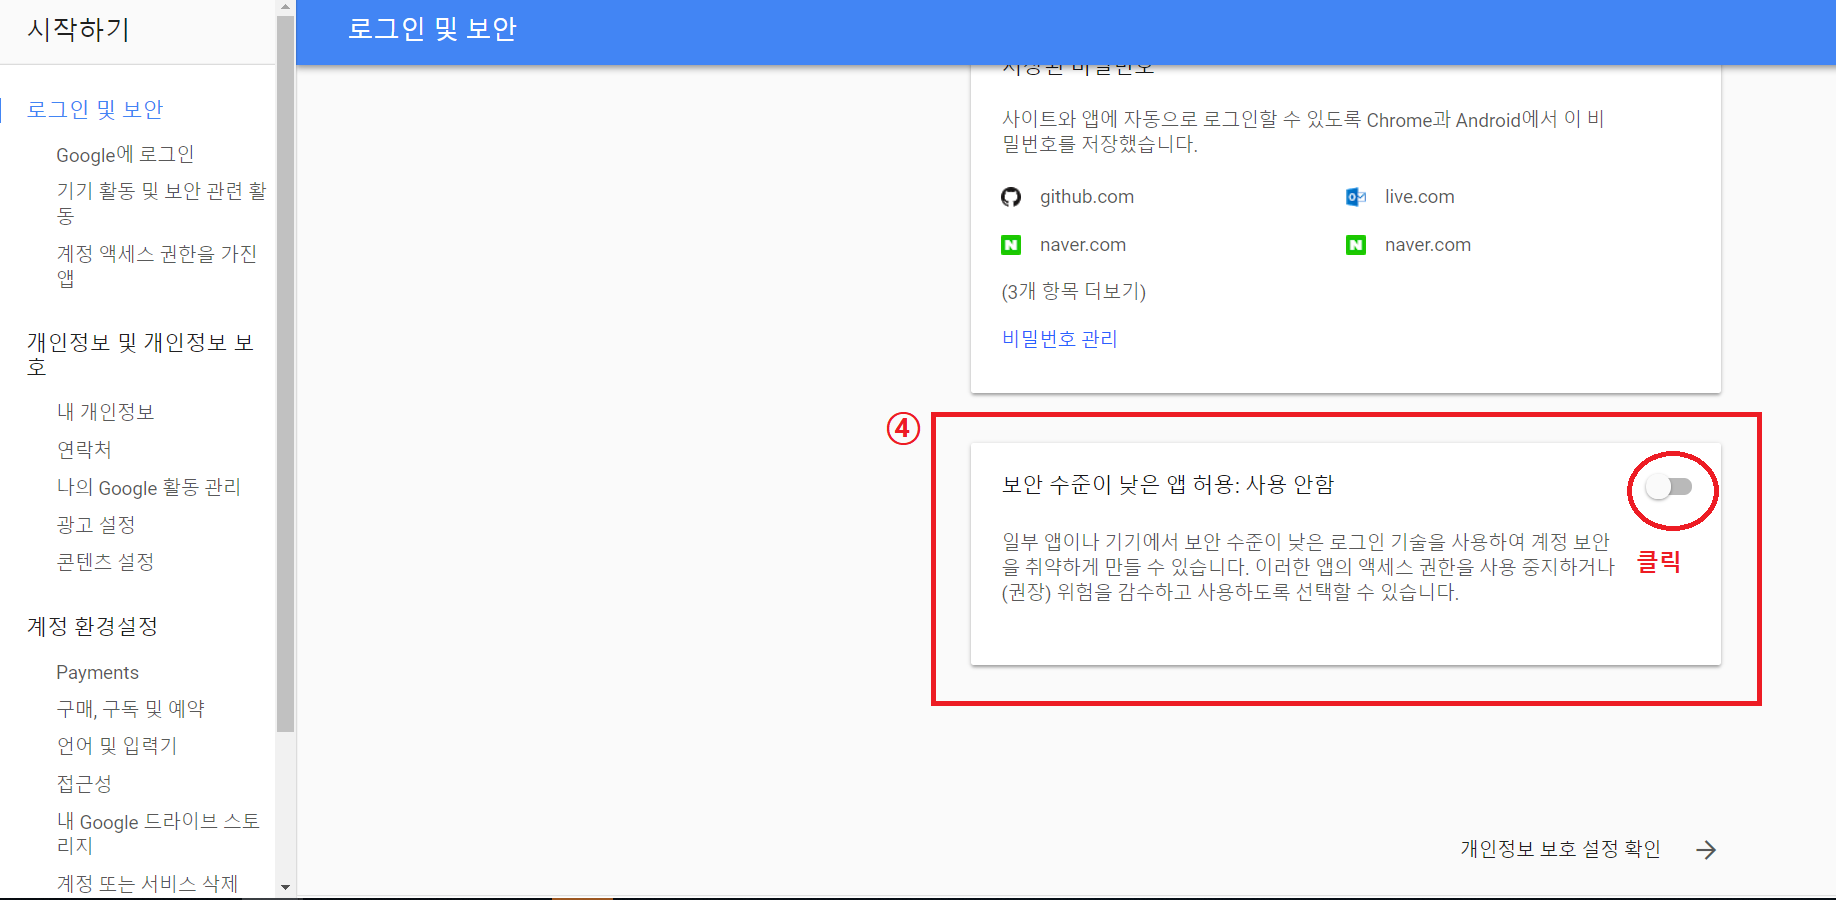 시작하기
로그인 및 보안
Google에 로그인
기기 활동 및 보안 관련 활
동
계정 액세스 권한을 가진
앱
개인정보 및 개인정보 보
호
내 개인정보
연락처
나의 Google 활동 관리
광고 설정
콘텐츠 설정
계정 환경설정
Payments
구매, 구독 및 예약
언어 및 입력기
접근성
내 Google 드라이브 스토
리지
계정 또는 서비스 삭제
로그인 및 보안
저장된 비밀번호
사이트와 앱에 자동으로 로그인할 수 있도록 Chrome과 Android에서 이 비
밀번호를 저장했습니다.
github.com
live.com
naver.com
naver.com
(3개 항목 더보기)
비밀번호 관리
④
보안 수준이 낮은 앱 허용: 사용 안함
일부 앱이나 기기에서 보안 수준이 낮은 로그인 기술을 사용하여 계정 보안
을 취약하게 만들 수 있습니다. 이러한 앱의 액세스 권한을 사용 중지하거나
(권장) 위험을 감수하고 사용하도록 선택할 수 있습니다.
클릭
개인정보 보호 설정 확인